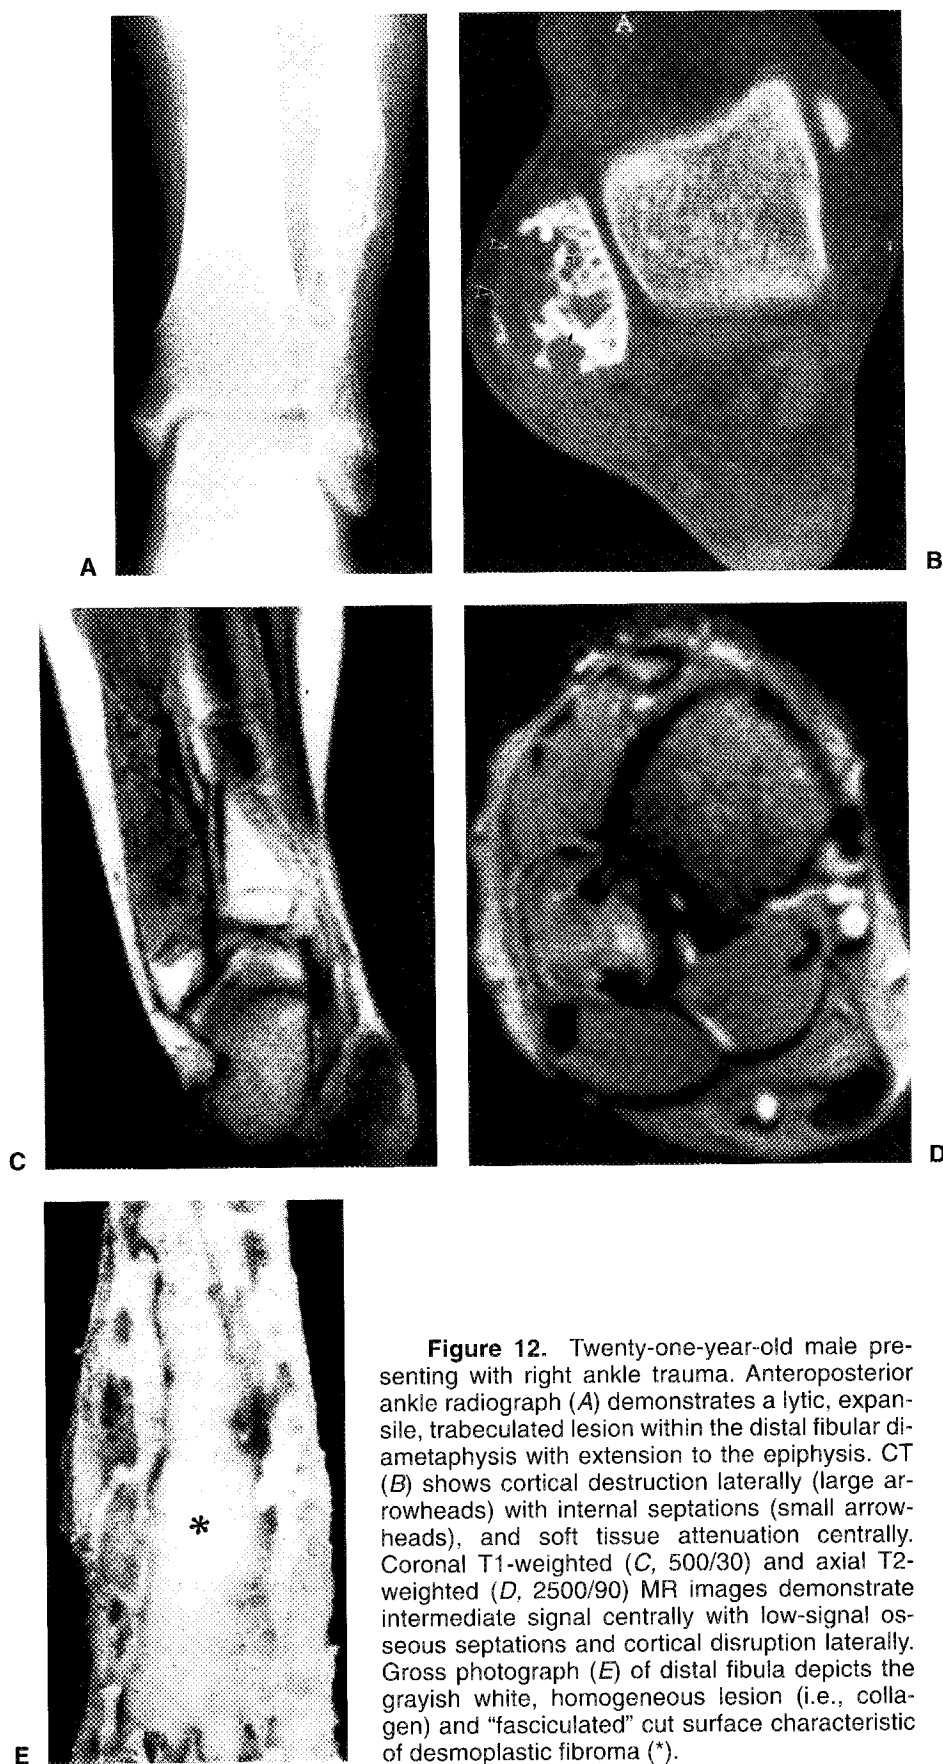 A
A
B
C
D
E
*
Figure 12. Twenty-one-year-old male pre-
senting with right ankle trauma. Anteroposterior
ankle radiograph (A) demonstrates a lytic, expan-
sile, trabeculated lesion within the distal fibular di-
ametaphysis with extension to the epiphysis. CT
(B) shows cortical destruction laterally (large ar-
rowheads) with internal septations (small arrow-
heads), and soft tissue attenuation centrally.
Coronal T1-weighted (C, 500/30) and axial T2-
weighted (D, 2500/90) MR images demonstrate
intermediate signal centrally with low-signal os-
seous septations and cortical disruption laterally.
Gross photograph (E) of distal fibula depicts the
grayish white, homogeneous lesion (i.e., colla-
gen) and "fasciculated" cut surface characteristic
of desmoplastic fibroma (*).